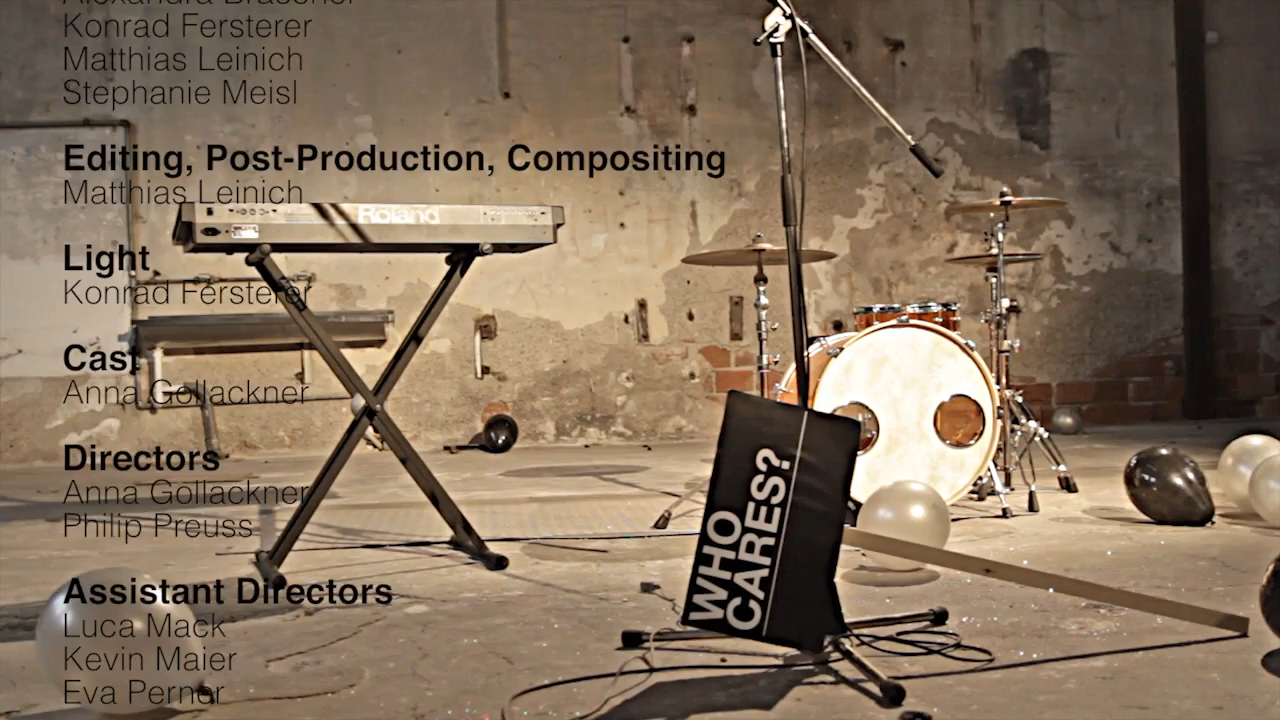 Konrad Fersterer
Matthias Leinich
Stephanie Meisl
Editing, Post-Production, Compositing
Matthias Leinich
Roland
Light
Konrad Fersterer
Cast
Anna Gollackner
Directors
Anna Gollackner
Philip Preuss
Assistant Directors
Luca Mack
Kevin Maier
Eva Perner
WHO
CARES?